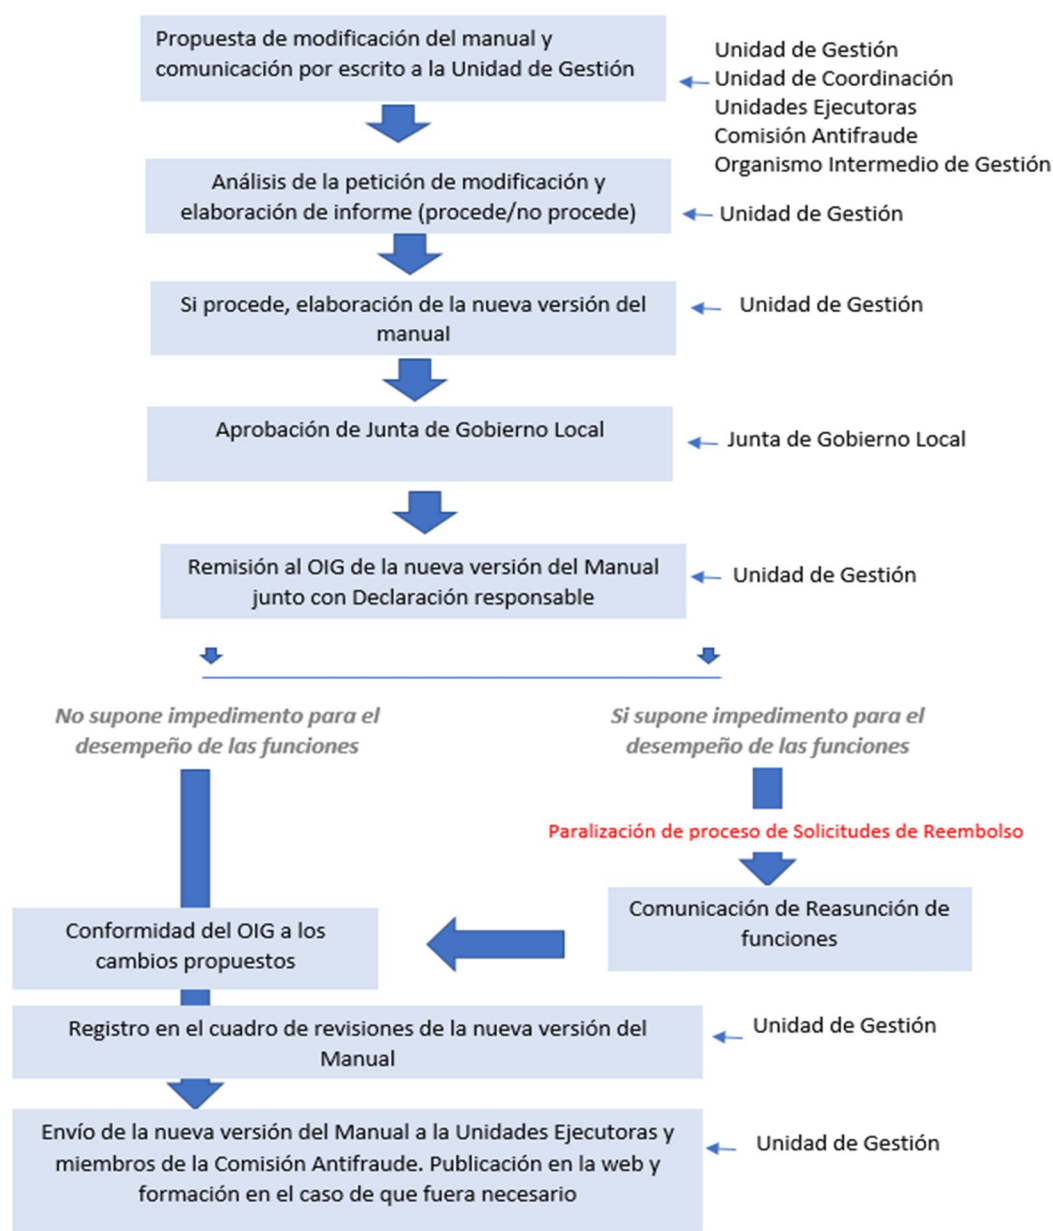 Propuesta de modificación del manual y
comunicación por escrito a la Unidad de Gestión
Unidad de Gestión
Unidad de Coordinación
Unidades Ejecutoras
Comisión Antifraude
Organismo Intermedio de Gestión
Análisis de la petición de modificación y
elaboración de informe (procede/no procede)
Unidad de Gestión
Si procede, elaboración de la nueva versión del
manual
Unidad de Gestión
Aprobación de Junta de Gobierno Local
Junta de Gobierno Local
Remisión al OIG de la nueva versión del Manual
junto con Declaración responsable
Unidad de Gestión
No supone impedimento para el
desempeño de las funciones
Si supone impedimento para el
desempeño de las funciones
Paralización de proceso de Solicitudes de Reembolso
Comunicación de Reasunción de
funciones
Conformidad del OIG a los
cambios propuestos
Registro en el cuadro de revisiones de la nueva versión del
Manual
Unidad de Gestión
Envío de la nueva versión del Manual a la Unidades Ejecutoras y
miembros de la Comisión Antifraude. Publicación en la web y
formación en el caso de que fuera necesario
Unidad de Gestión